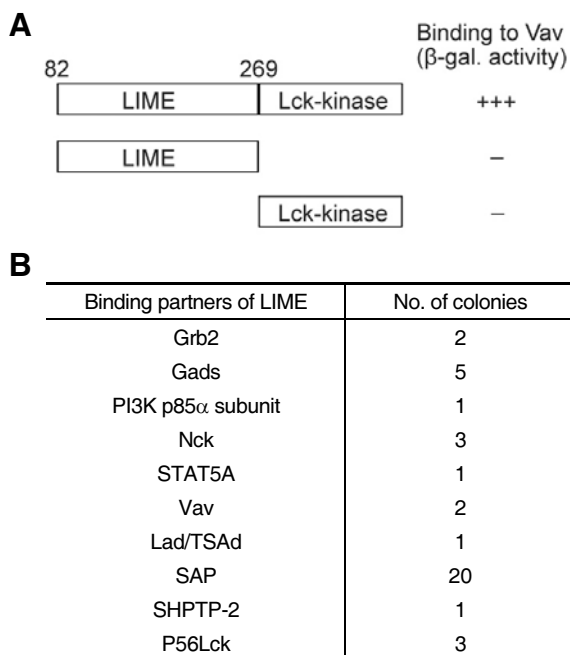 A
Binding to Vav
(β-gal. activity)
82 269
LIME Lck-kinase +++
LIME –
Lck-kinase –
B
Binding partners of LIME No. of colonies
Grb2 2
Gads 5
PI3K p85α subunit 1
Nck 3
STAT5A 1
Vav 2
Lad/TSAd 1
SAP 20
SHPTP-2 1
P56Lck 3